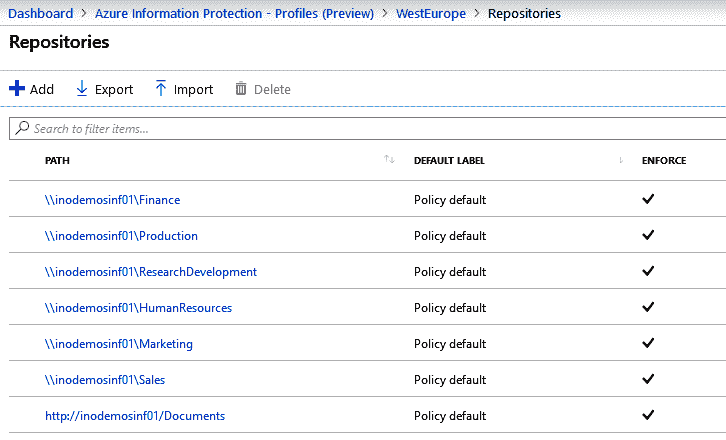 Dashboard > Azure Information Protection - Profiles (Preview) > WestEurope > Repositories
Repositories
Add Export Import Delete
Search to filter items...
PATH DEFAULT LABEL ENFORCE
\\inodemosinf01\Finance Policy default
\\inodemosinf01\Production Policy default
\\inodemosinf01\ResearchDevelopment Policy default
\\inodemosinf01\HumanResources Policy default
\\inodemosinf01\Marketing Policy default
\\inodemosinf01\Sales Policy default
http://inodemosinf01/Documents Policy default